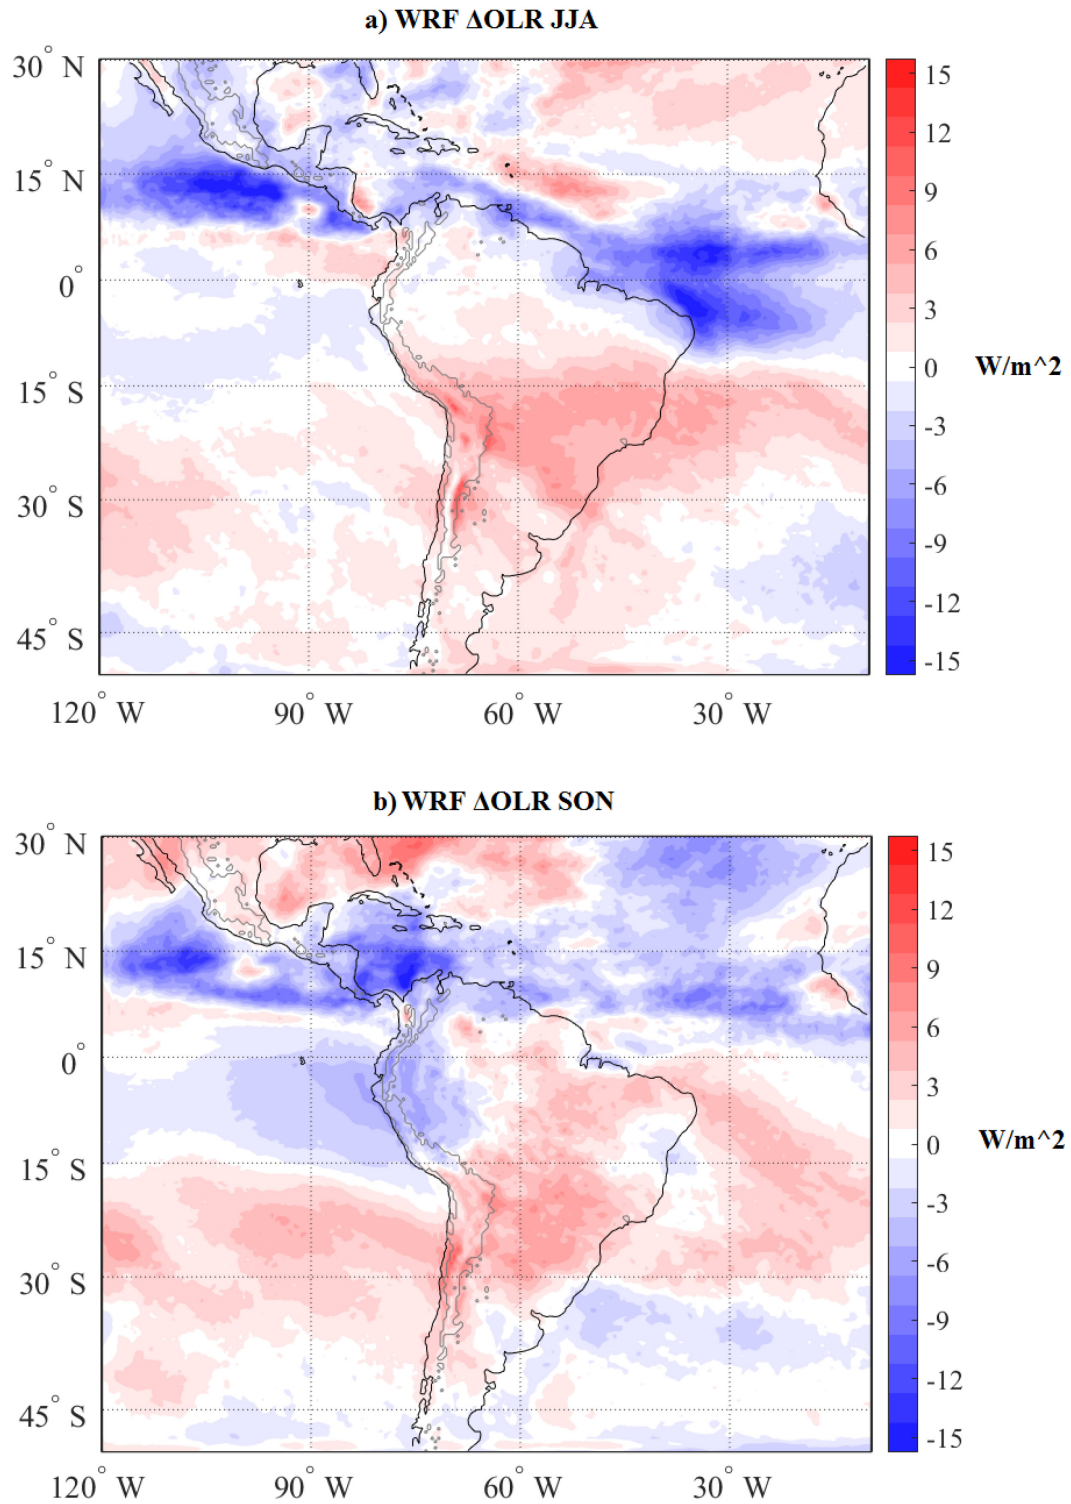 a) WRF ΔOLR JJA
30° N
15° N
0°
15° S
30° S
45° S
120° W
90° W
60° W
30° W
15
12
9
6
3
0
-3
-6
-9
-12
-15
W/m^2
b) WRF ΔOLR SON
30° N
15° N
0°
15° S
30° S
45° S
120° W
90° W
60° W
30° W
15
12
9
6
3
0
-3
-6
-9
-12
-15
W/m^2